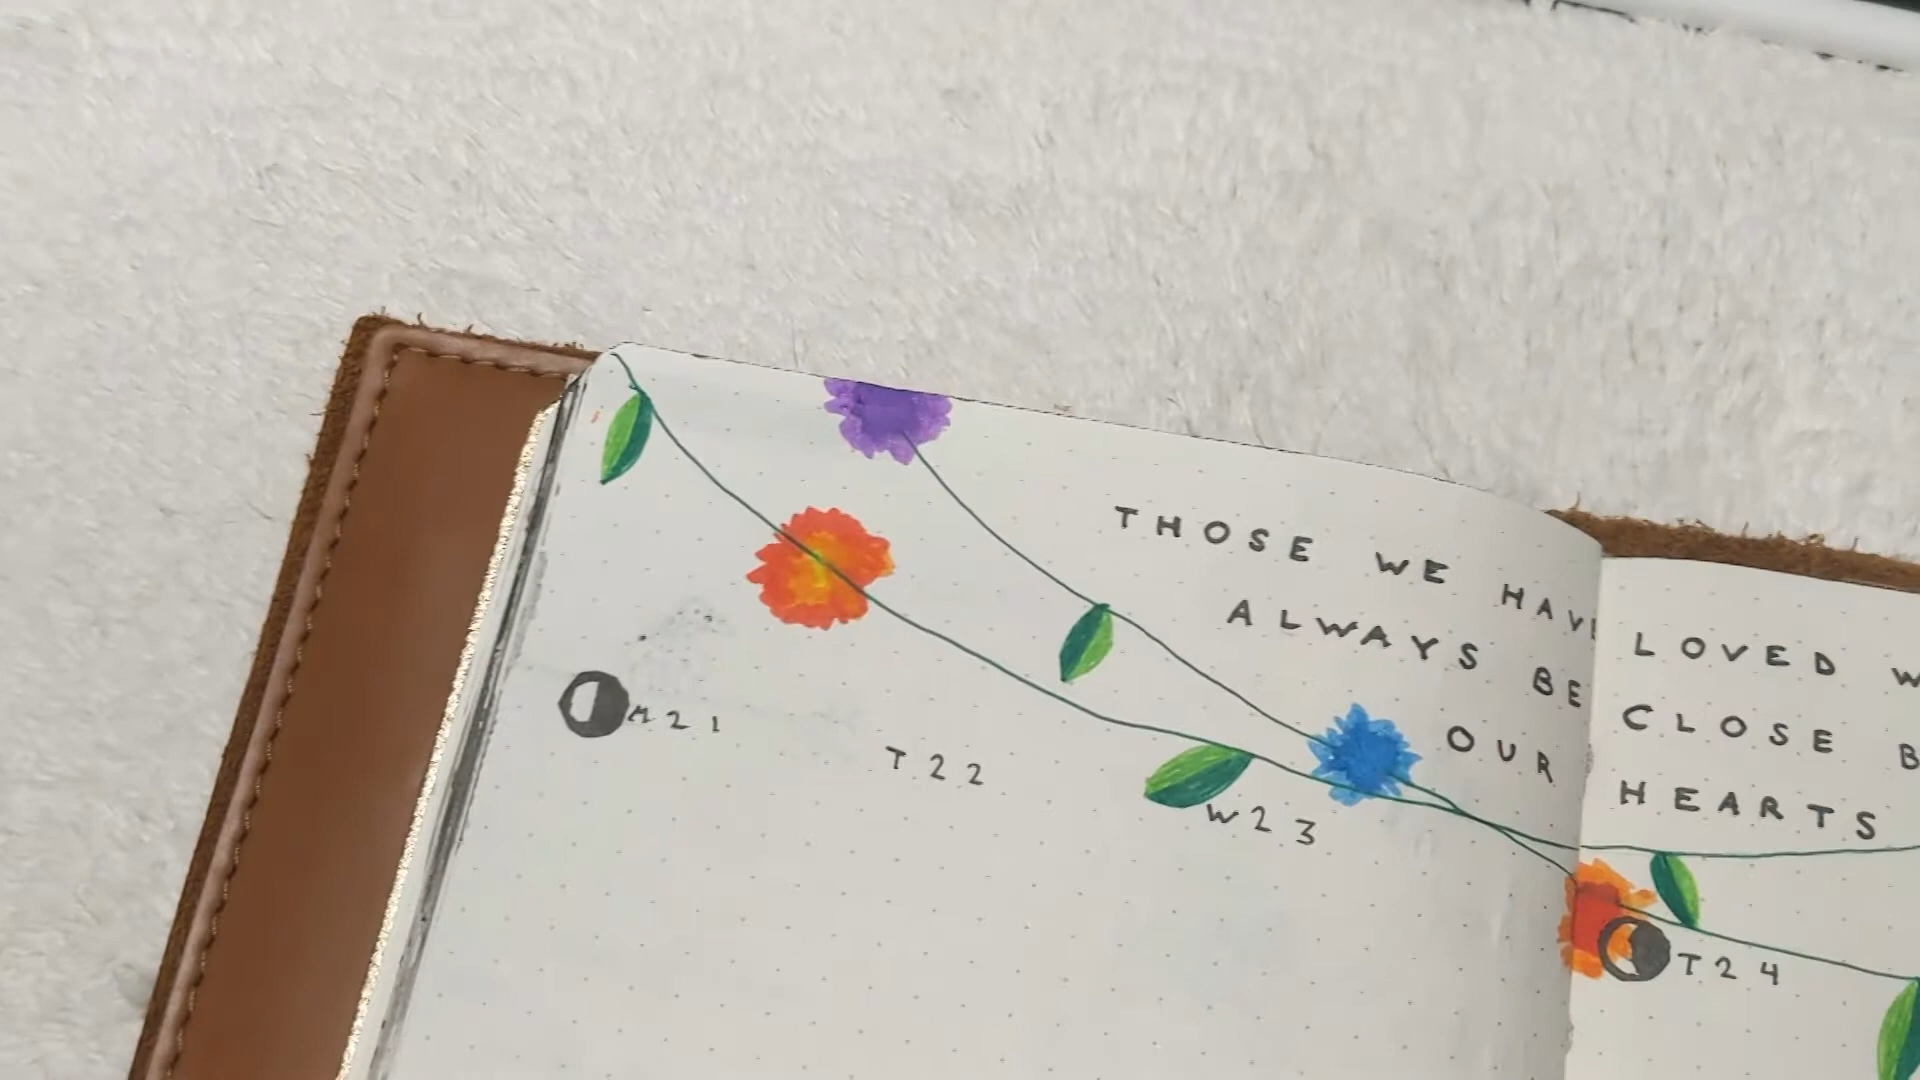 THOSE WE HAVE LOVED W
ALWAYS BE CLOSE B
OUR HEARTS
M21
T22
W23
T24